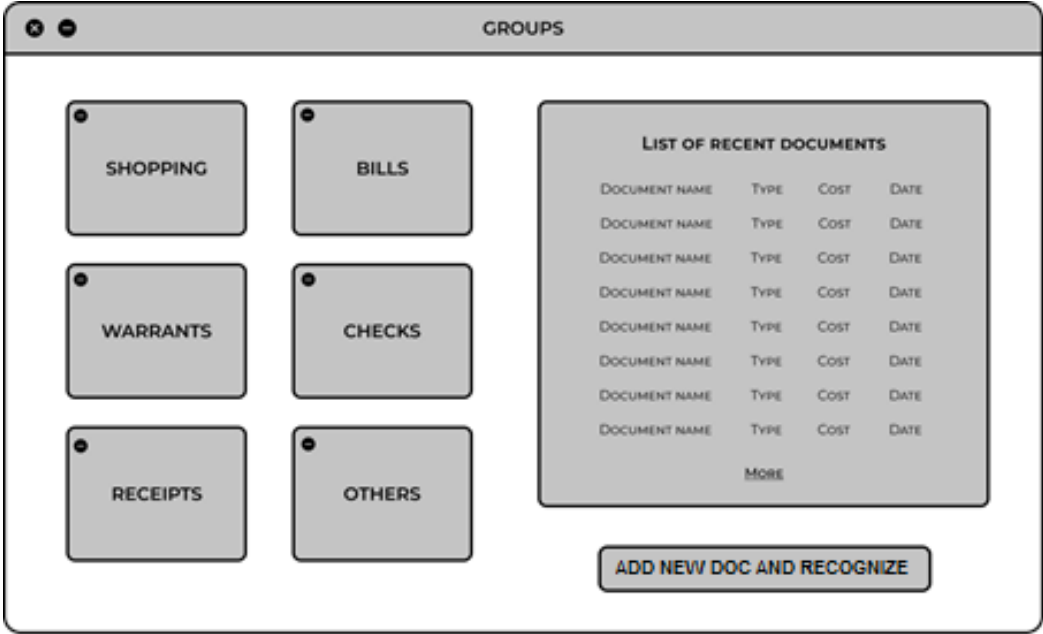 GROUPS
SHOPPING
BILLS
WARRANTS
CHECKS
RECEIPTS
OTHERS
List of recent documents
Document name Type Cost Date
Document name Type Cost Date
Document name Type Cost Date
Document name Type Cost Date
Document name Type Cost Date
Document name Type Cost Date
Document name Type Cost Date
Document name Type Cost Date
More
ADD NEW DOC AND RECOGNIZE